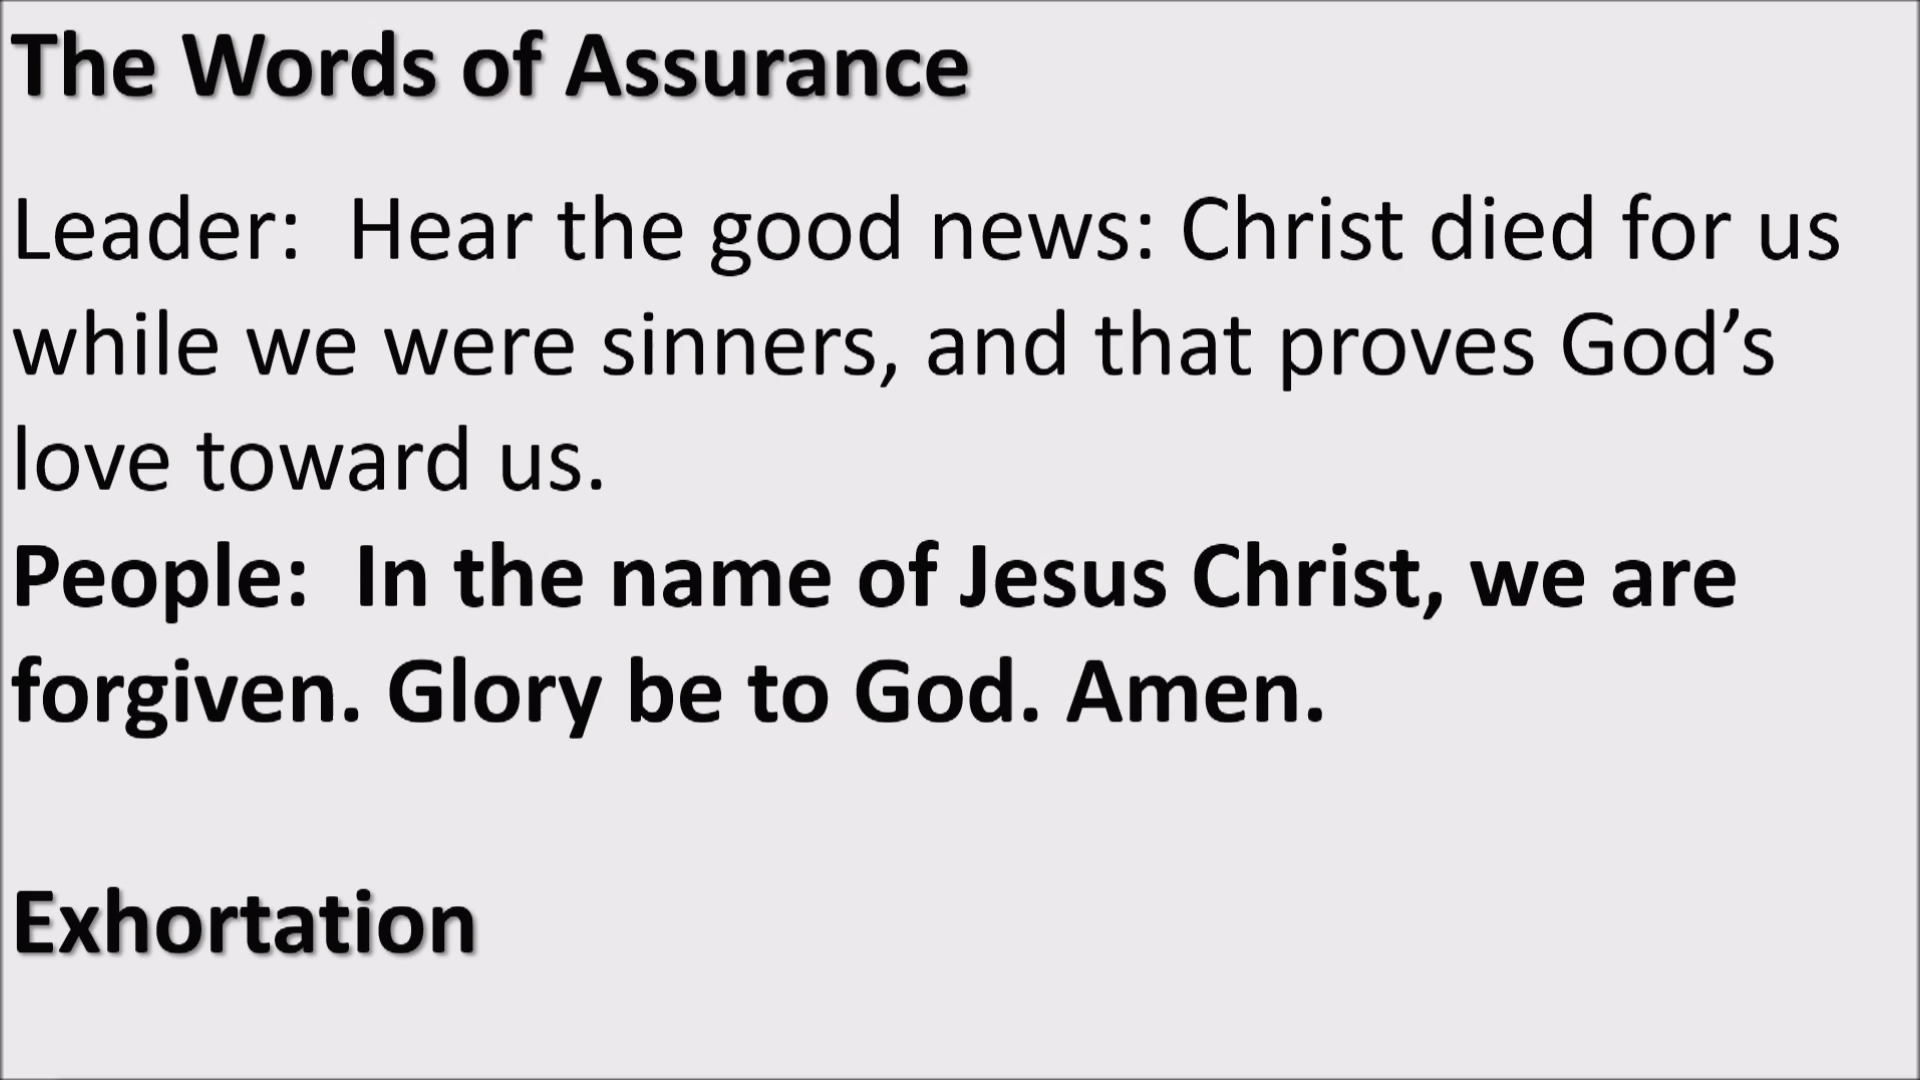 The Words of Assurance
Leader:  Hear the good news: Christ died for us
while we were sinners, and that proves God’s
love toward us.
People:  In the name of Jesus Christ, we are
forgiven. Glory be to God. Amen.
Exhortation